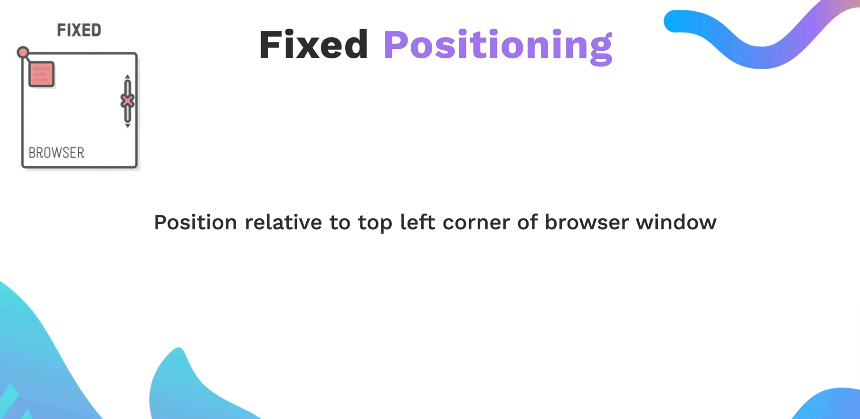 FIXED
Fixed Positioning
BROWSER
Position relative to top left corner of browser window